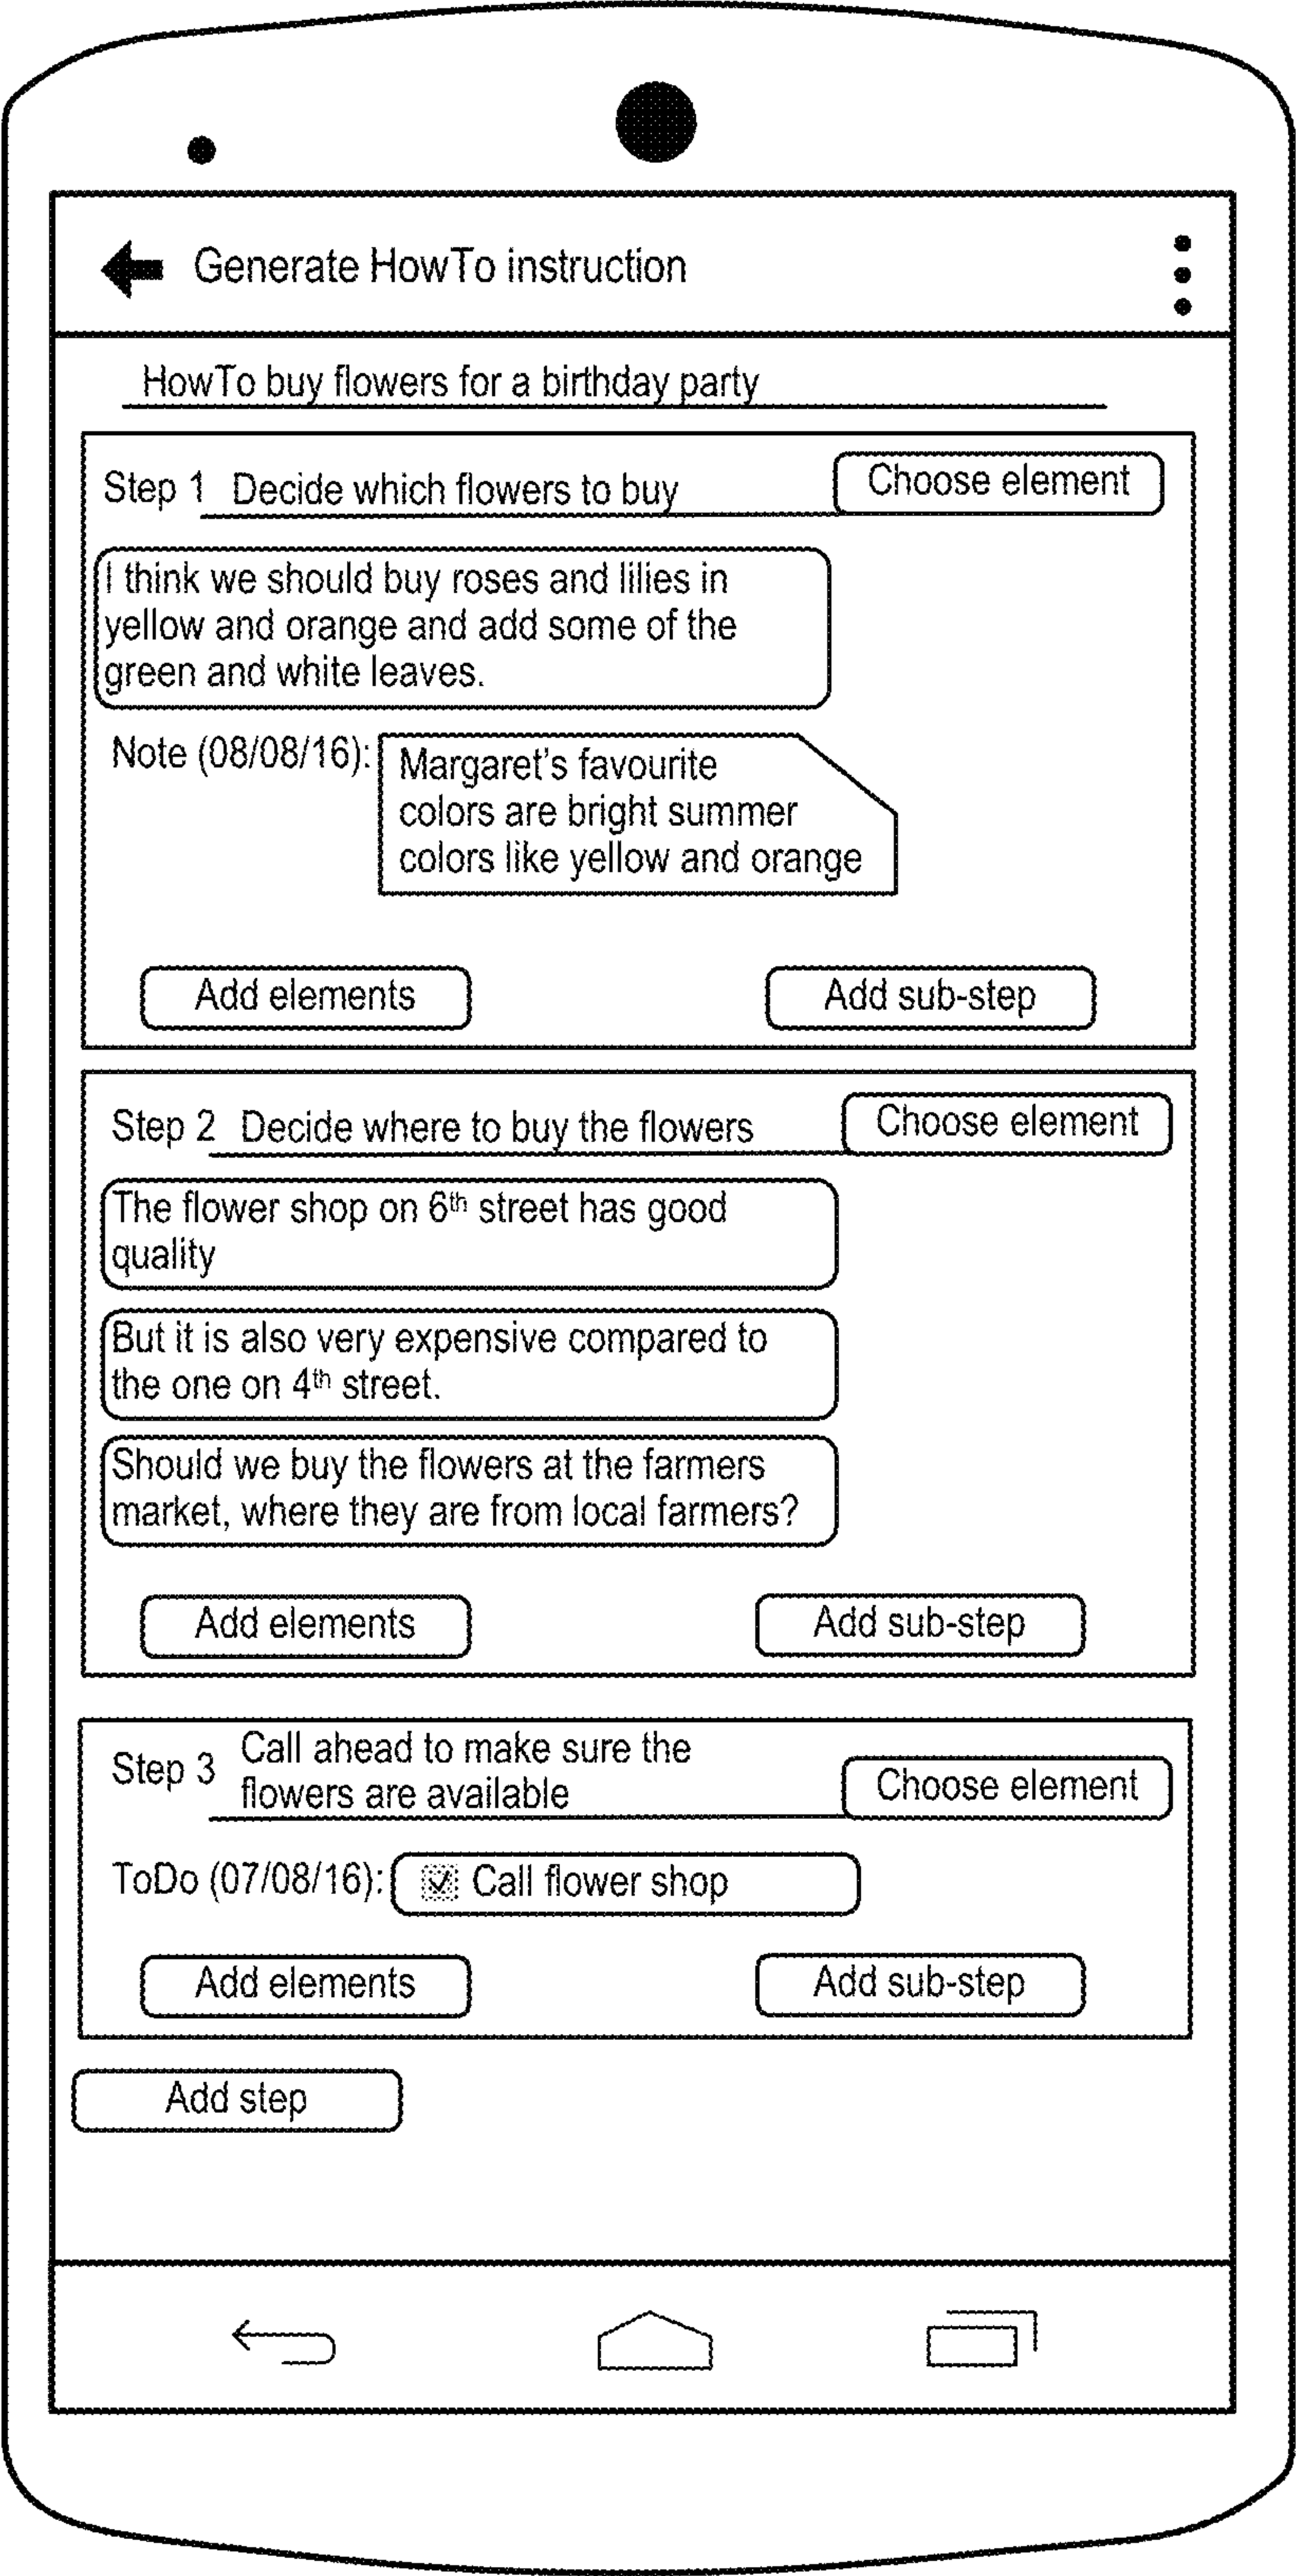 Generate HowTo instruction
HowTo buy flowers for a birthday party
Step 1 Decide which flowers to buy Choose element
I think we should buy roses and lilies in
yellow and orange and add some of the
green and white leaves.
Note (08/08/16): Margaret's favourite
colors are bright summer
colors like yellow and orange
Add elements Add sub-step
Step 2 Decide where to buy the flowers Choose element
The flower shop on 6th street has good
quality
But it is also very expensive compared to
the one on 4th street.
Should we buy the flowers at the farmers
market, where they are from local farmers?
Add elements Add sub-step
Step 3 Call ahead to make sure the
flowers are available Choose element
ToDo (07/08/16): Call flower shop
Add elements Add sub-step
Add step